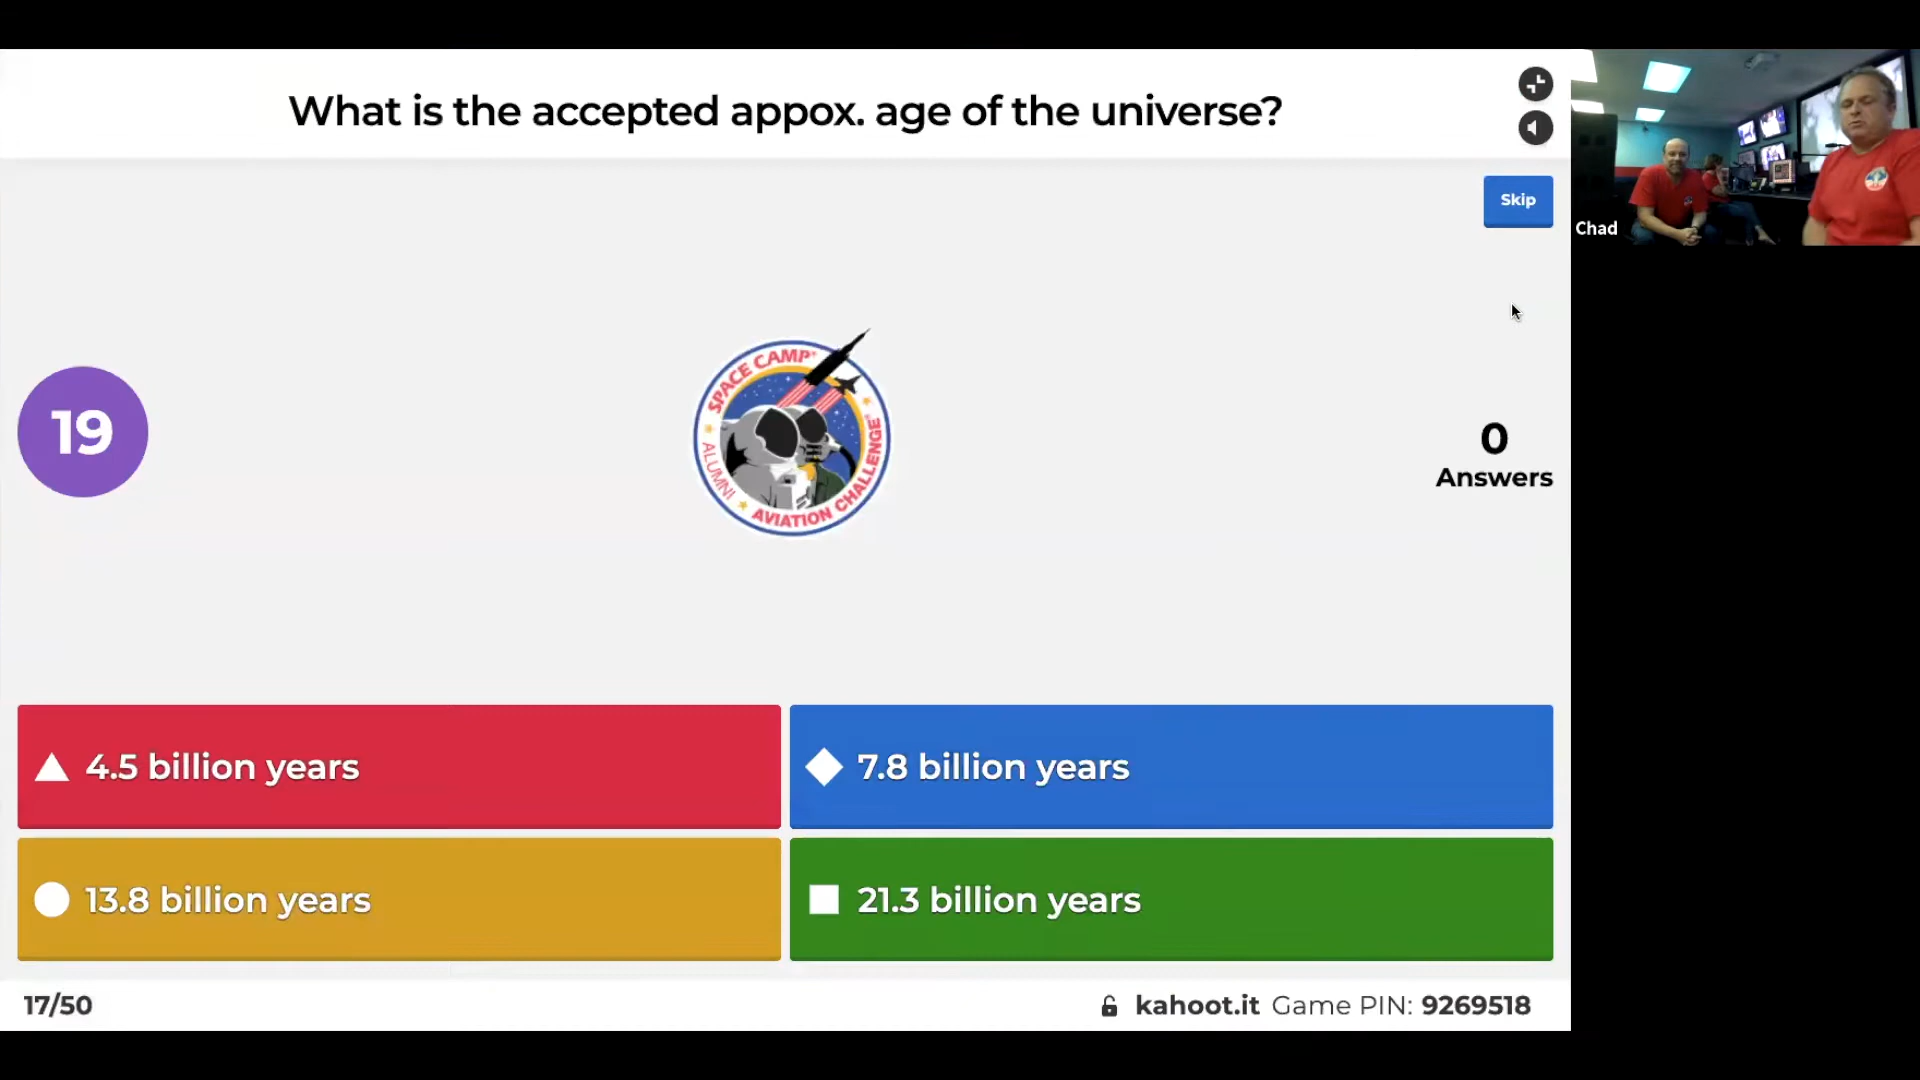 What is the accepted appox. age of the universe?
Skip
Chad
SPACE CAMP
19
ALUMNI
AVIATION CHALLENGE
0
Answers
4.5 billion years
7.8 billion years
13.8 billion years
21.3 billion years
17/50
kahoot.it Game PIN: 9269518